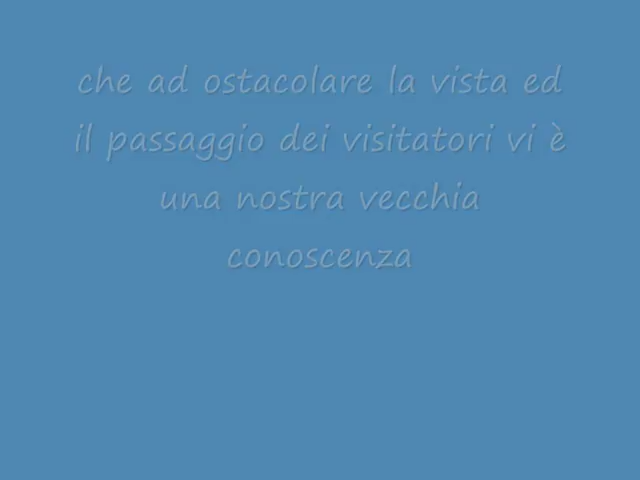 che ad ostacolare la vista ed
il passaggio dei visitatori vi è
una nostra vecchia
conoscenza